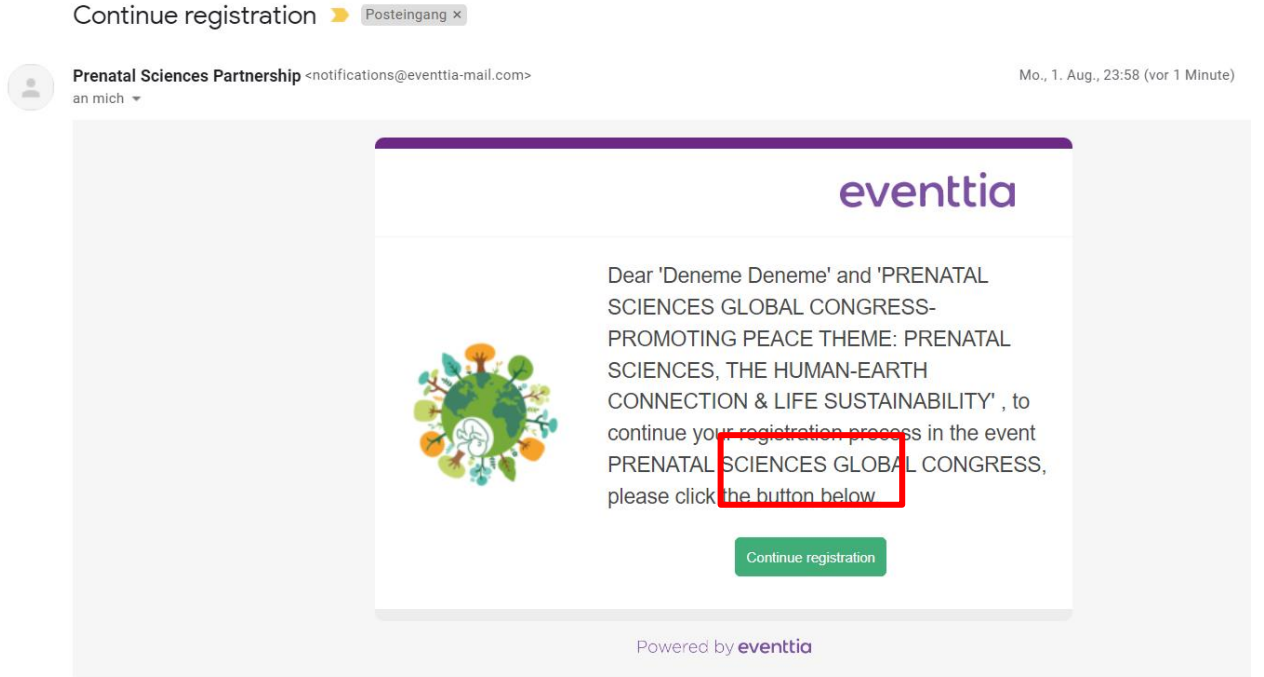 Continue registration Posteingang ×
Prenatal Sciences Partnership <notifications@eventtia-mail.com> Mo., 1. Aug., 23:58 (vor 1 Minute)
an mich
eventtia
Dear 'Deneme Deneme' and 'PRENATAL
SCIENCES GLOBAL CONGRESS-
PROMOTING PEACE THEME: PRENATAL
SCIENCES, THE HUMAN-EARTH
CONNECTION & LIFE SUSTAINABILITY' , to
continue your registration process in the event
PRENATAL SCIENCES GLOBAL CONGRESS,
please click the button below
Continue registration
Powered by eventtia